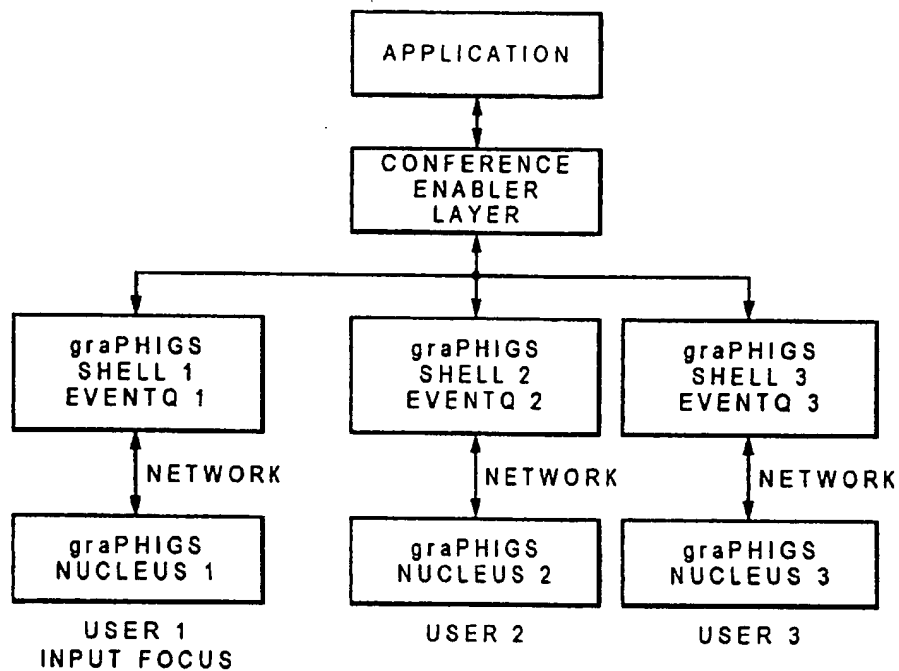 APPLICATION
CONFERENCE
ENABLER
LAYER
graPHIGS
SHELL 1
EVENTQ 1
graPHIGS
SHELL 2
EVENTQ 2
graPHIGS
SHELL 3
EVENTQ 3
NETWORK
NETWORK
NETWORK
graPHIGS
NUCLEUS 1
graPHIGS
NUCLEUS 2
graPHIGS
NUCLEUS 3
USER 1
INPUT FOCUS
USER 2
USER 3